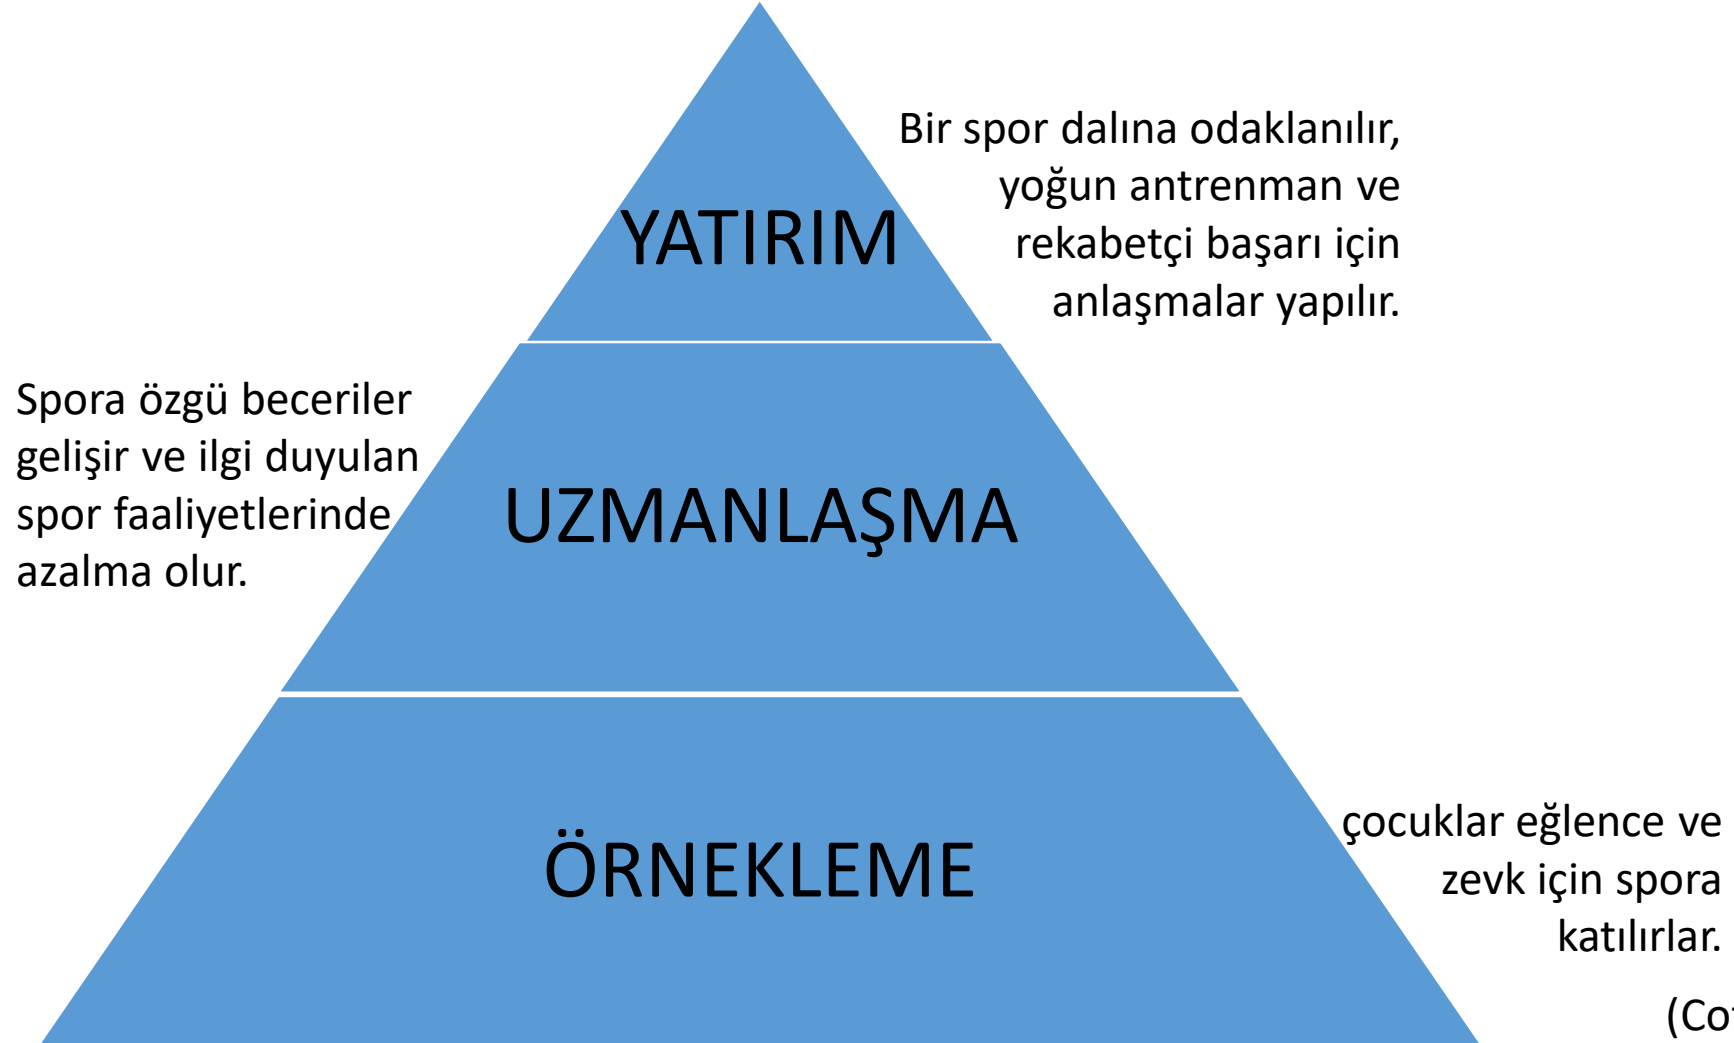 YATIRIM
Bir spor dalına odaklanılır,
yoğun antrenman ve
rekabetçi başarı için
anlaşmalar yapılır.
Spora özgü beceriler
gelişir ve ilgi duyulan
spor faaliyetlerinde
azalma olur.
UZMANLAŞMA
ÖRNEKLEME
çocuklar eğlence ve
zevk için spora
katılırlar.